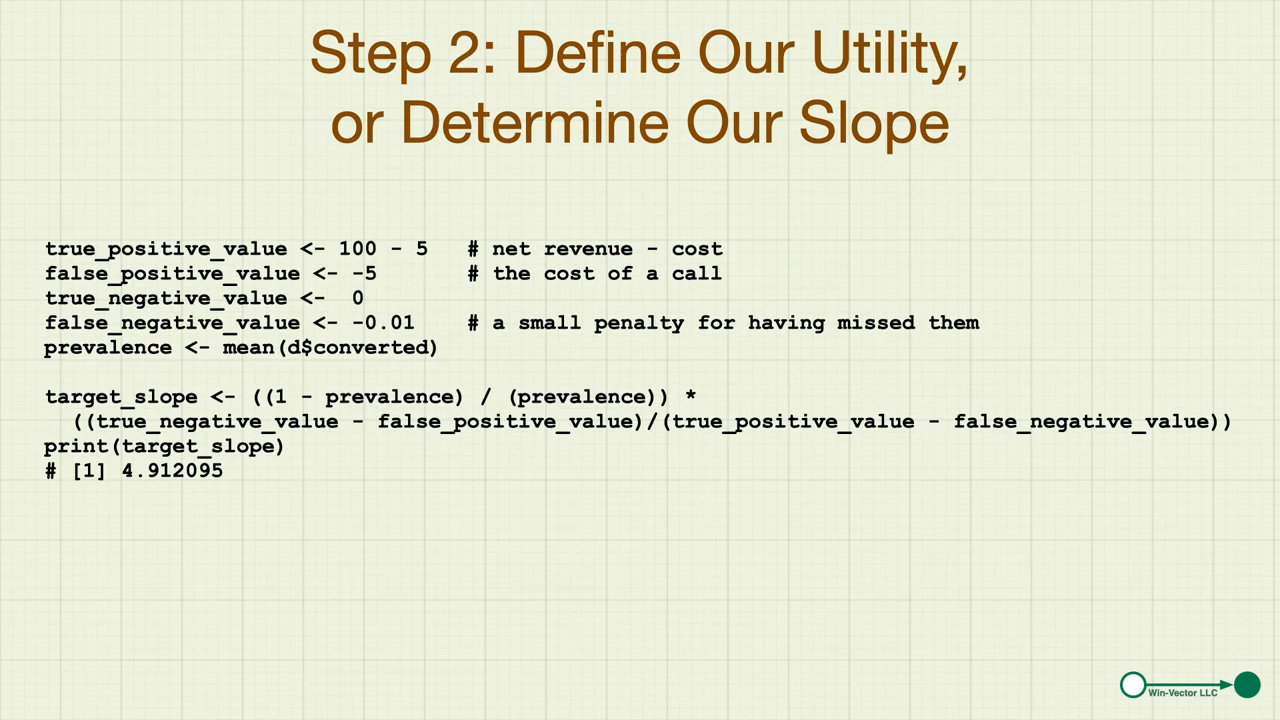 Step 2: Define Our Utility,
or Determine Our Slope
true_positive_value <- 100 - 5   # net revenue - cost
false_positive_value <- -5       # the cost of a call
true_negative_value <-  0
false_negative_value <- -0.01    # a small penalty for having missed them
prevalence <- mean(d$converted)
target_slope <- ((1 - prevalence) / (prevalence)) *
  ((true_negative_value - false_positive_value)/(true_positive_value - false_negative_value))
print(target_slope)
# [1] 4.912095
Win-Vector LLC